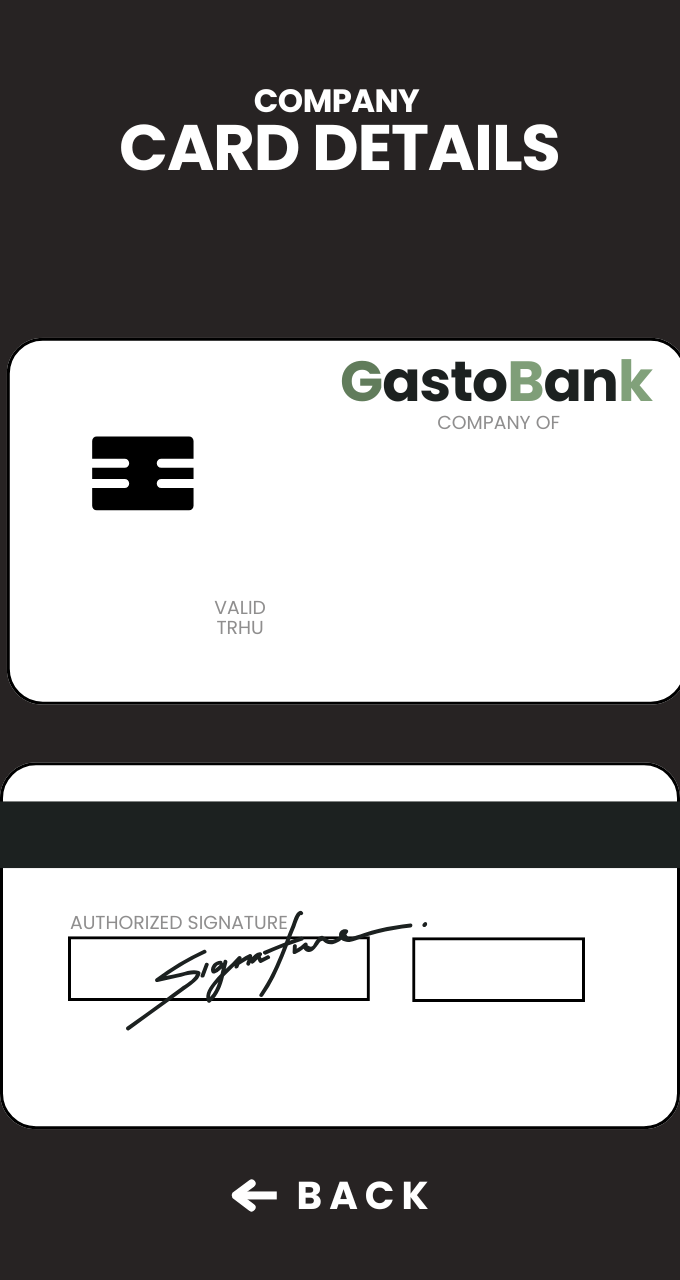 COMPANY
CARD DETAILS
GastoBank
COMPANY OF
VALID
TRHU
AUTHORIZED SIGNATURE
Signature.
BACK